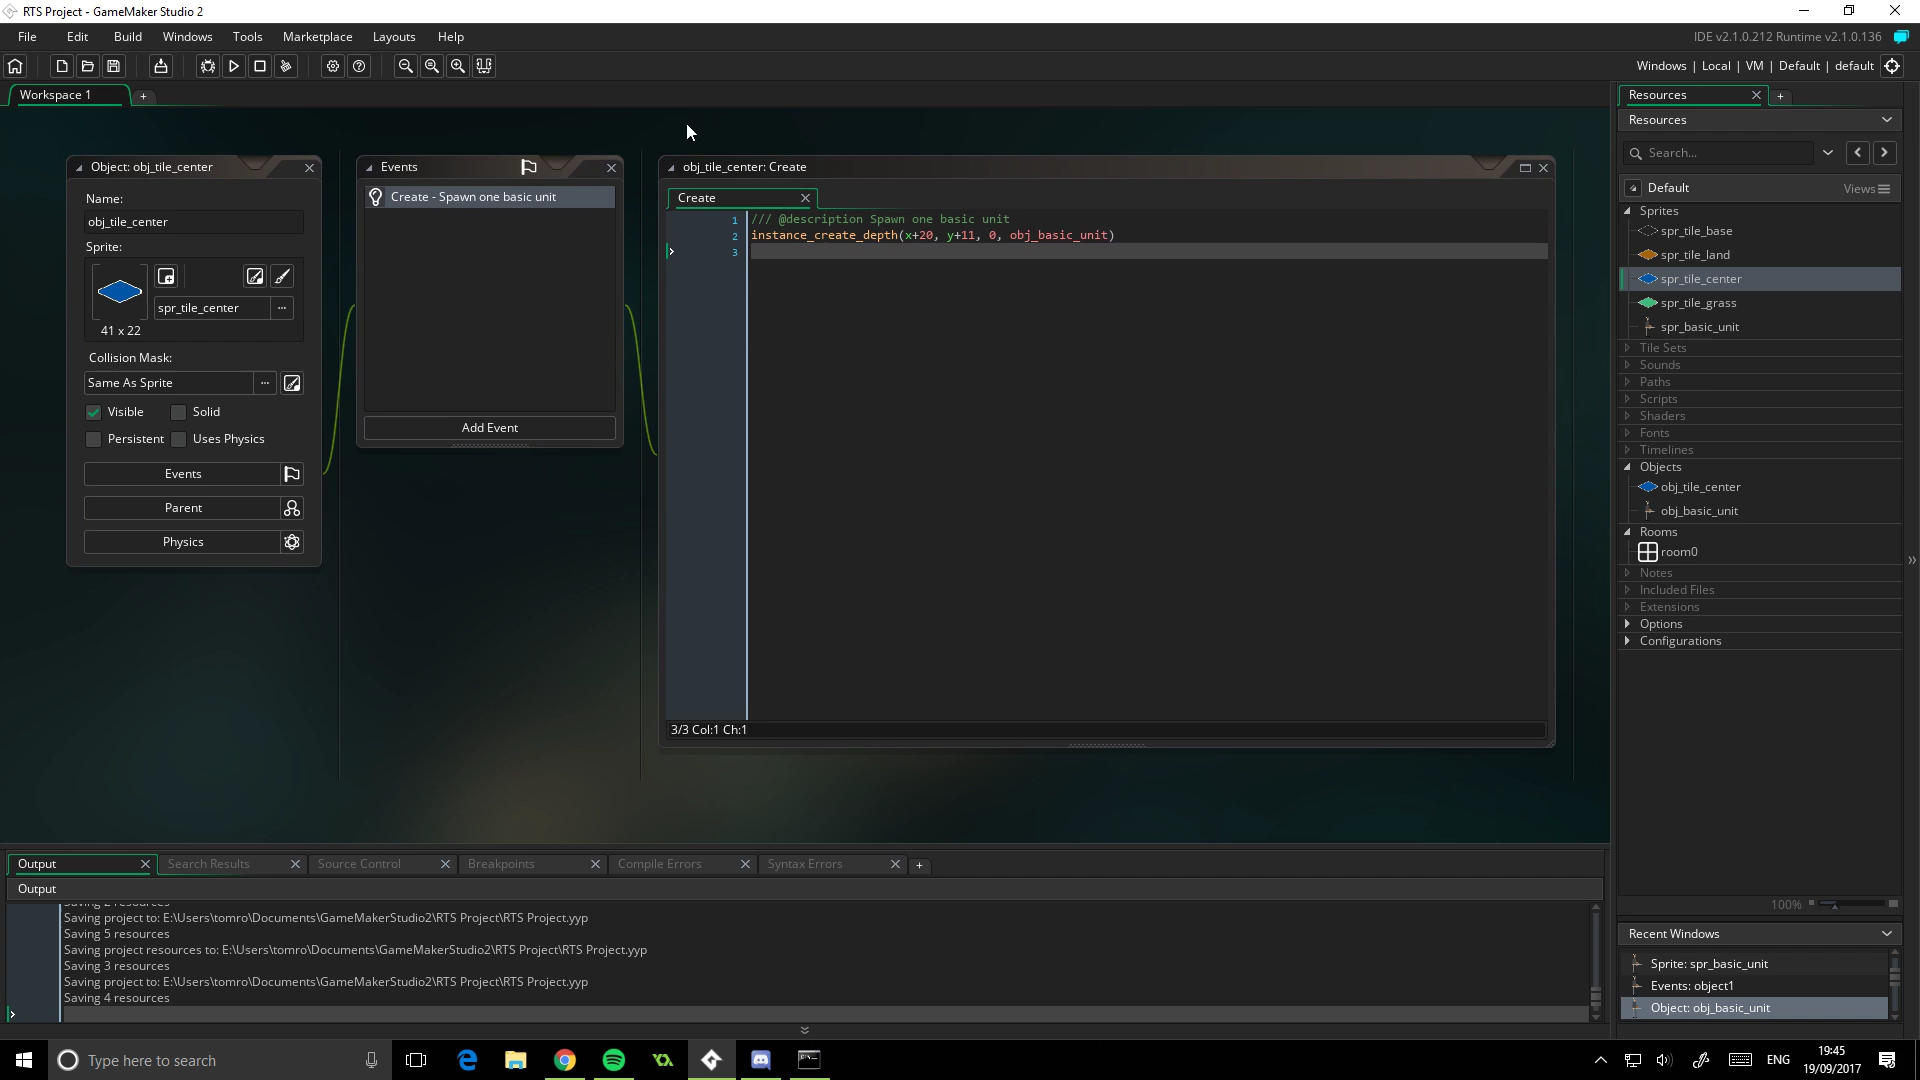 RTS Project - GameMaker Studio 2
File Edit Build Windows Tools Marketplace Layouts Help
IDE v2.1.0.212 Runtime v2.1.0.136
Windows | Local | VM | Default | default
Workspace 1
Object: obj_tile_center
Name:
obj_tile_center
Sprite:
spr_tile_center
41 x 22
Collision Mask:
Same As Sprite
Visible Solid
Persistent Uses Physics
Events
Parent
Physics
Events
Create - Spawn one basic unit
Add Event
obj_tile_center: Create
Create
1 /// @description Spawn one basic unit
2 instance_create_depth(x+20, y+11, 0, obj_basic_unit)
3
3/3 Col:1 Ch:1
Resources
Resources
Search...
Default Views
Sprites
spr_tile_base
spr_tile_land
spr_tile_center
spr_tile_grass
spr_basic_unit
Tile Sets
Sounds
Paths
Scripts
Shaders
Fonts
Timelines
Objects
obj_tile_center
obj_basic_unit
Rooms
room0
Notes
Included Files
Extensions
Options
Configurations
100%
Recent Windows
Sprite: spr_basic_unit
Events: object1
Object: obj_basic_unit
Output Search Results Source Control Breakpoints Compile Errors Syntax Errors
Output
Saving 2 resources
Saving project to: E:\Users\tomro\Documents\GameMakerStudio2\RTS Project\RTS Project.yyp
Saving 5 resources
Saving project resources to: E:\Users\tomro\Documents\GameMakerStudio2\RTS Project\RTS Project.yyp
Saving 3 resources
Saving project to: E:\Users\tomro\Documents\GameMakerStudio2\RTS Project\RTS Project.yyp
Saving 4 resources
Type here to search
ENG
19:45
19/09/2017